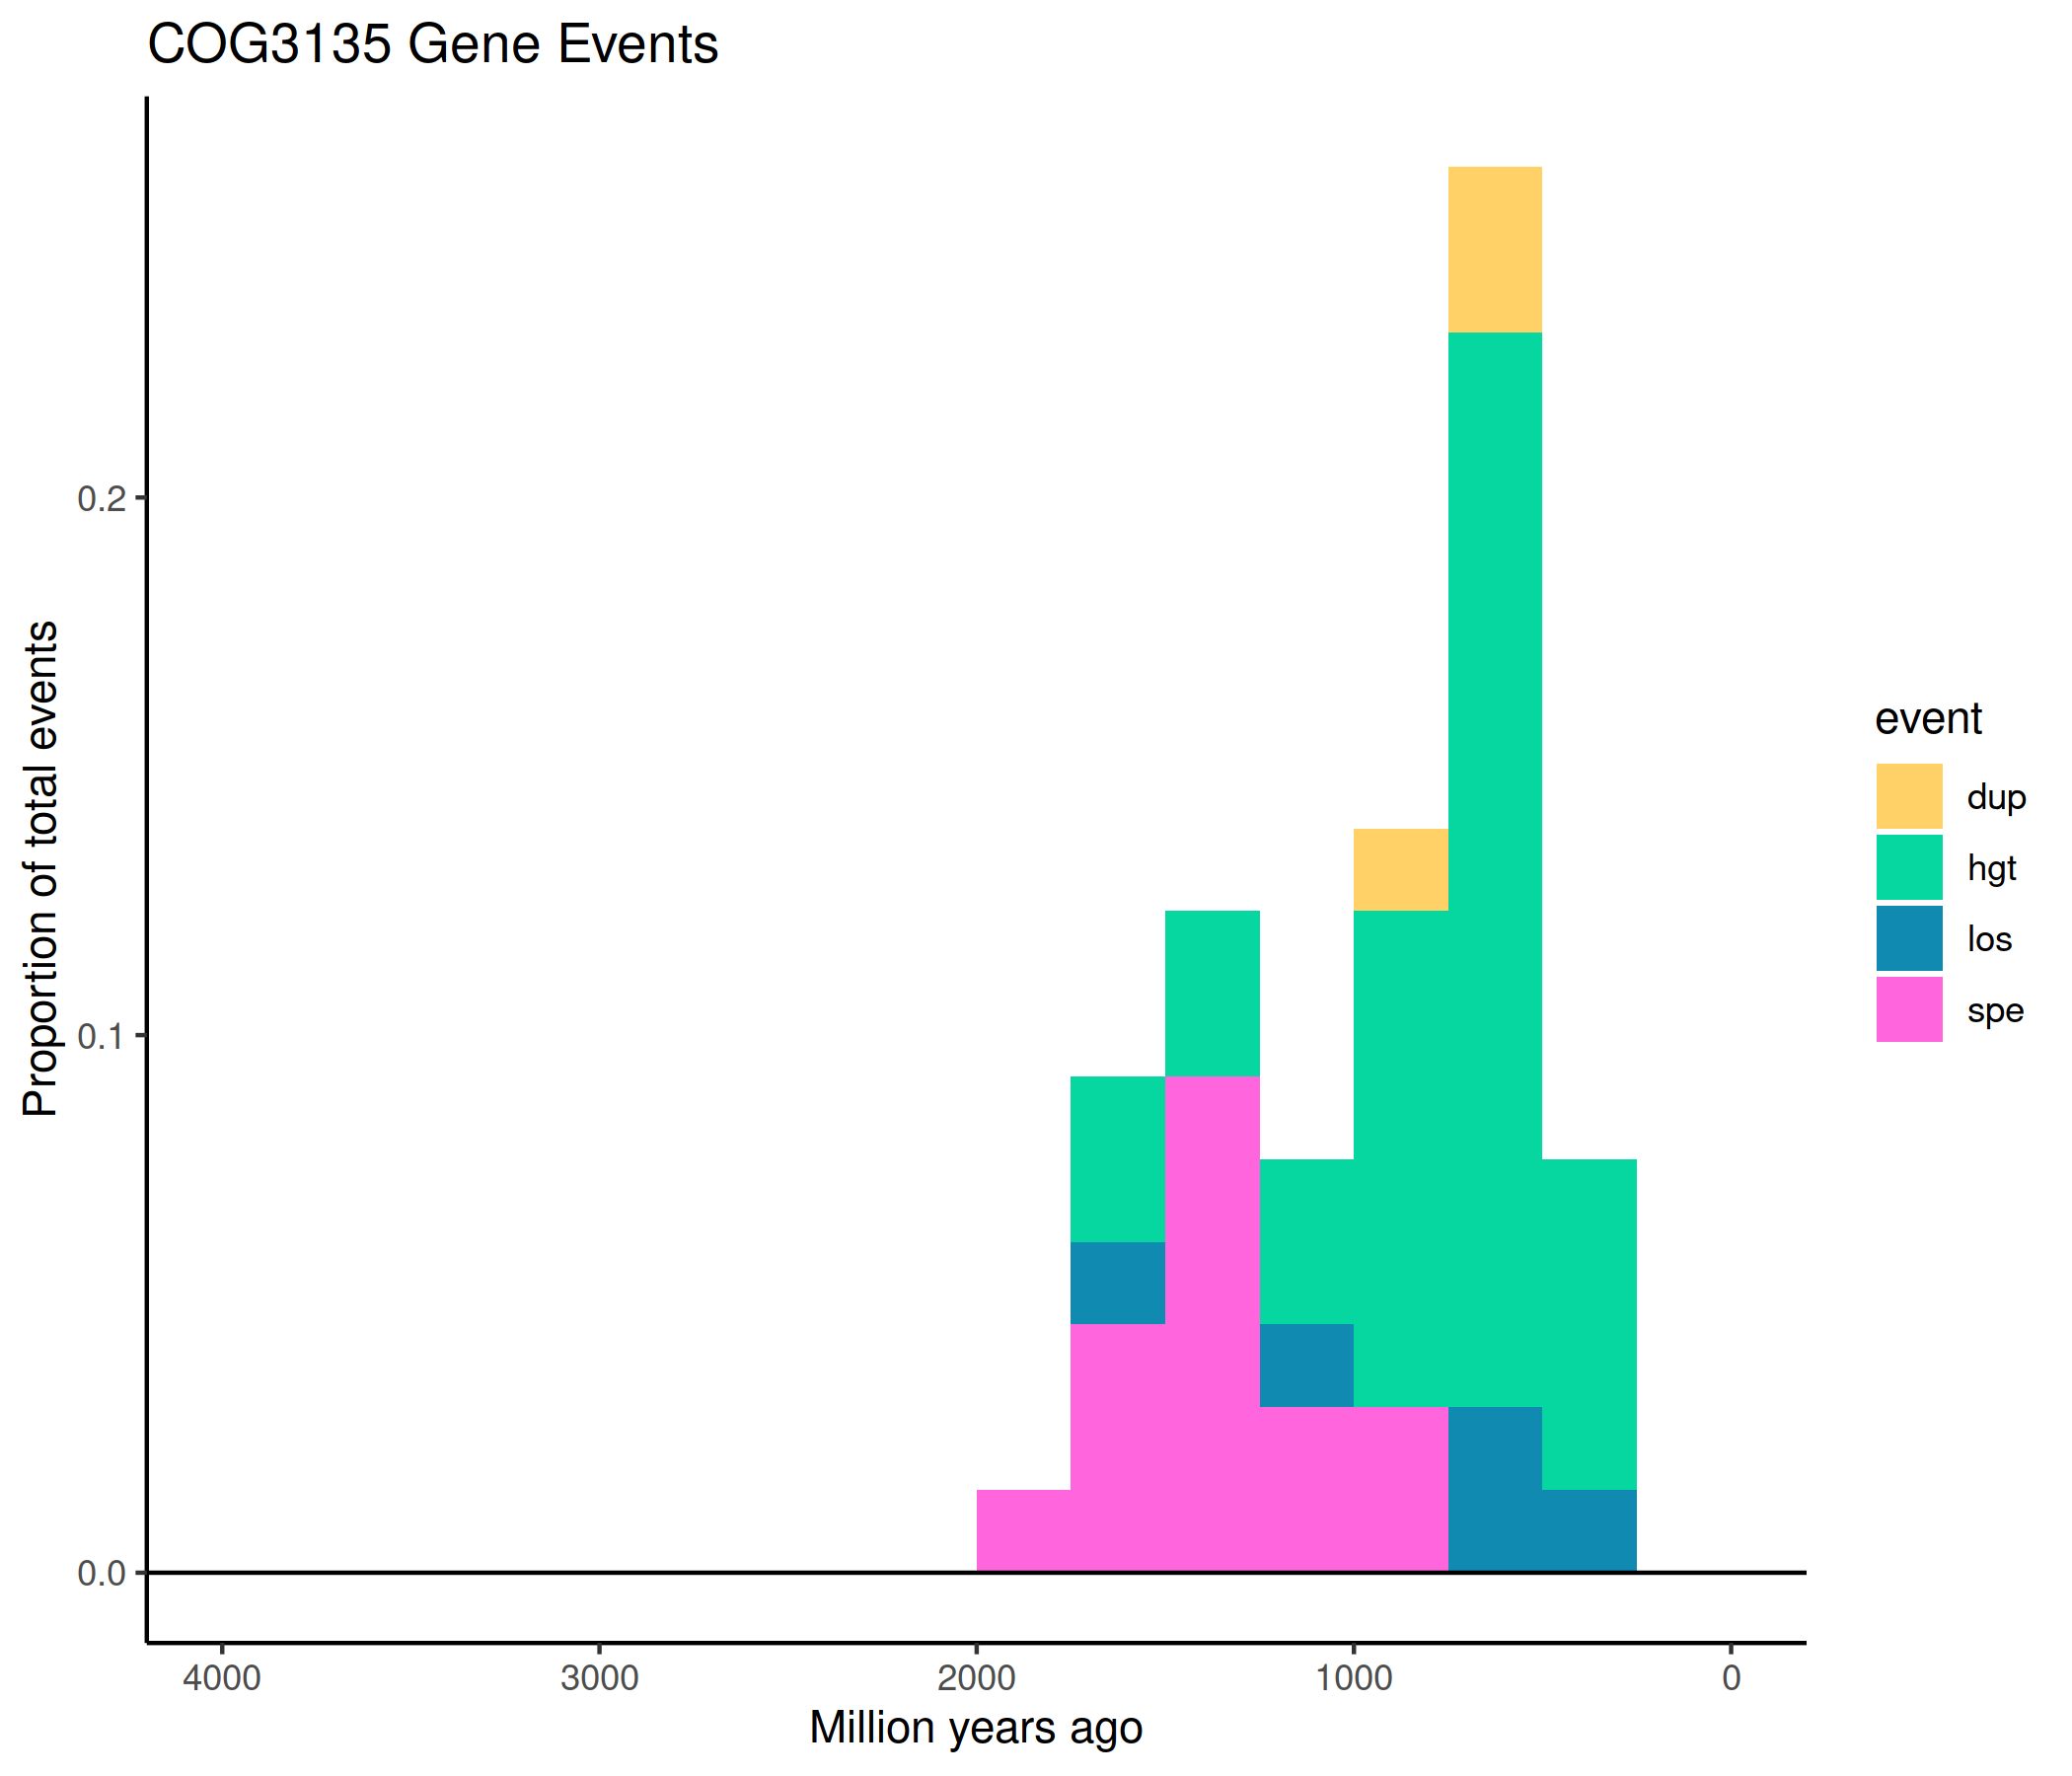 COG3135 Gene Events
Proportion of total events
0.2
0.1
0.0
4000 3000 2000 1000 0
Million years ago
event
dup
hgt
los
spe